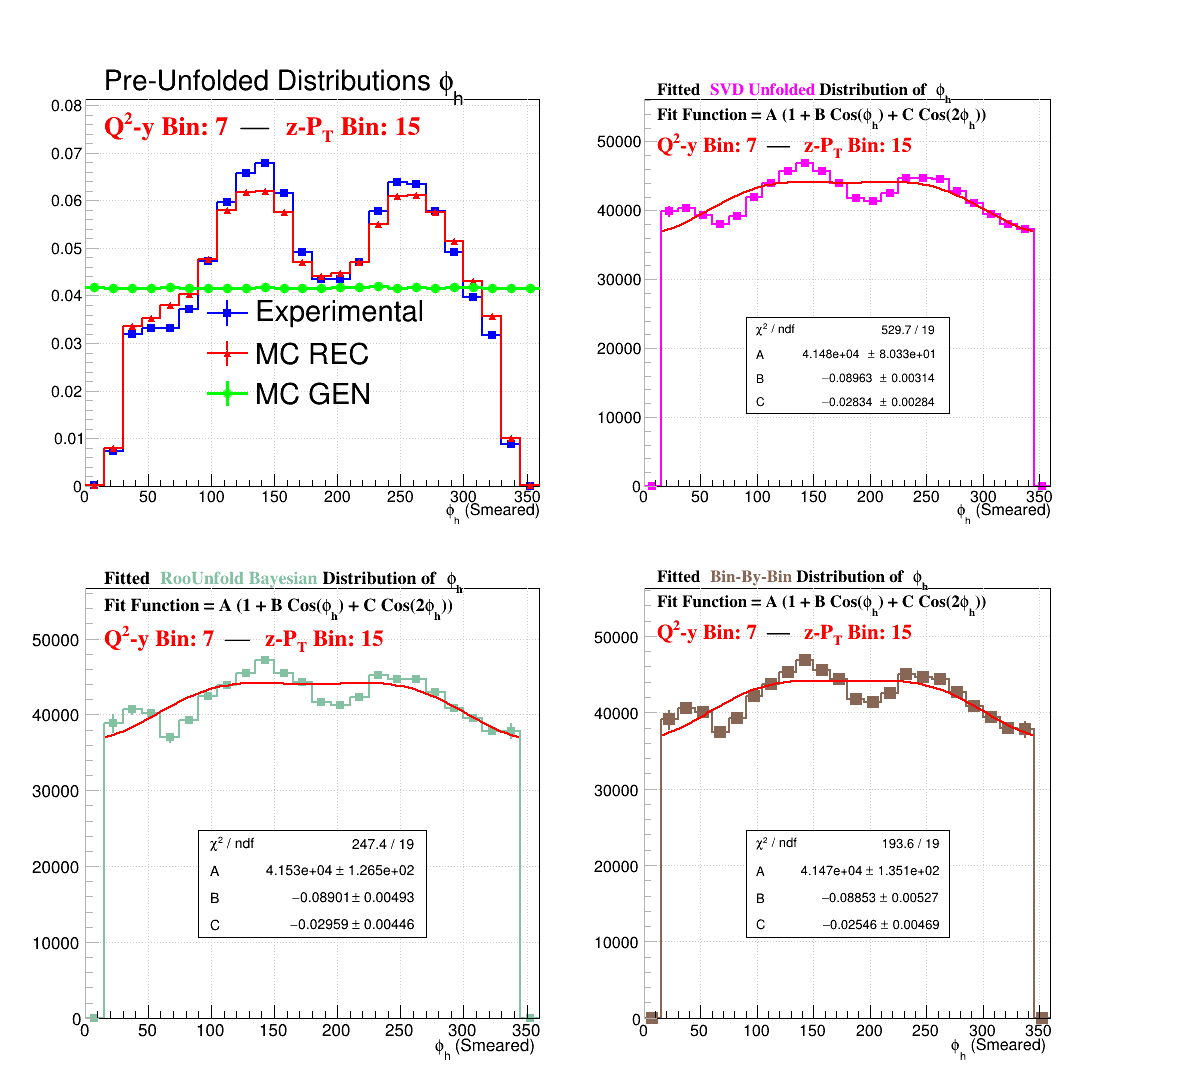 Pre-Unfolded Distributions ϕh
Q2-y Bin: 7 — z-PT Bin: 15
0.08
0.07
0.06
0.05
0.04
0.03
0.02
0.01
0
Experimental
MC REC
MC GEN
0 50 100 150 200 250 300 350
ϕh (Smeared)
Fitted SVD Unfolded Distribution of ϕh
Fit Function = A (1 + B Cos(ϕh) + C Cos(2ϕh))
Q2-y Bin: 7 — z-PT Bin: 15
50000
40000
30000
20000
10000
0
χ2 / ndf 529.7 / 19
A 4.148e+04 ± 8.033e+01
B −0.08963 ± 0.00314
C −0.02834 ± 0.00284
0 50 100 150 200 250 300 350
ϕh (Smeared)
Fitted RooUnfold Bayesian Distribution of ϕh
Fit Function = A (1 + B Cos(ϕh) + C Cos(2ϕh))
Q2-y Bin: 7 — z-PT Bin: 15
50000
40000
30000
20000
10000
0
χ2 / ndf 247.4 / 19
A 4.153e+04 ± 1.265e+02
B −0.08901 ± 0.00493
C −0.02959 ± 0.00446
0 50 100 150 200 250 300 350
ϕh (Smeared)
Fitted Bin-By-Bin Distribution of ϕh
Fit Function = A (1 + B Cos(ϕh) + C Cos(2ϕh))
Q2-y Bin: 7 — z-PT Bin: 15
50000
40000
30000
20000
10000
0
χ2 / ndf 193.6 / 19
A 4.147e+04 ± 1.351e+02
B −0.08853 ± 0.00527
C −0.02546 ± 0.00469
0 50 100 150 200 250 300 350
ϕh (Smeared)